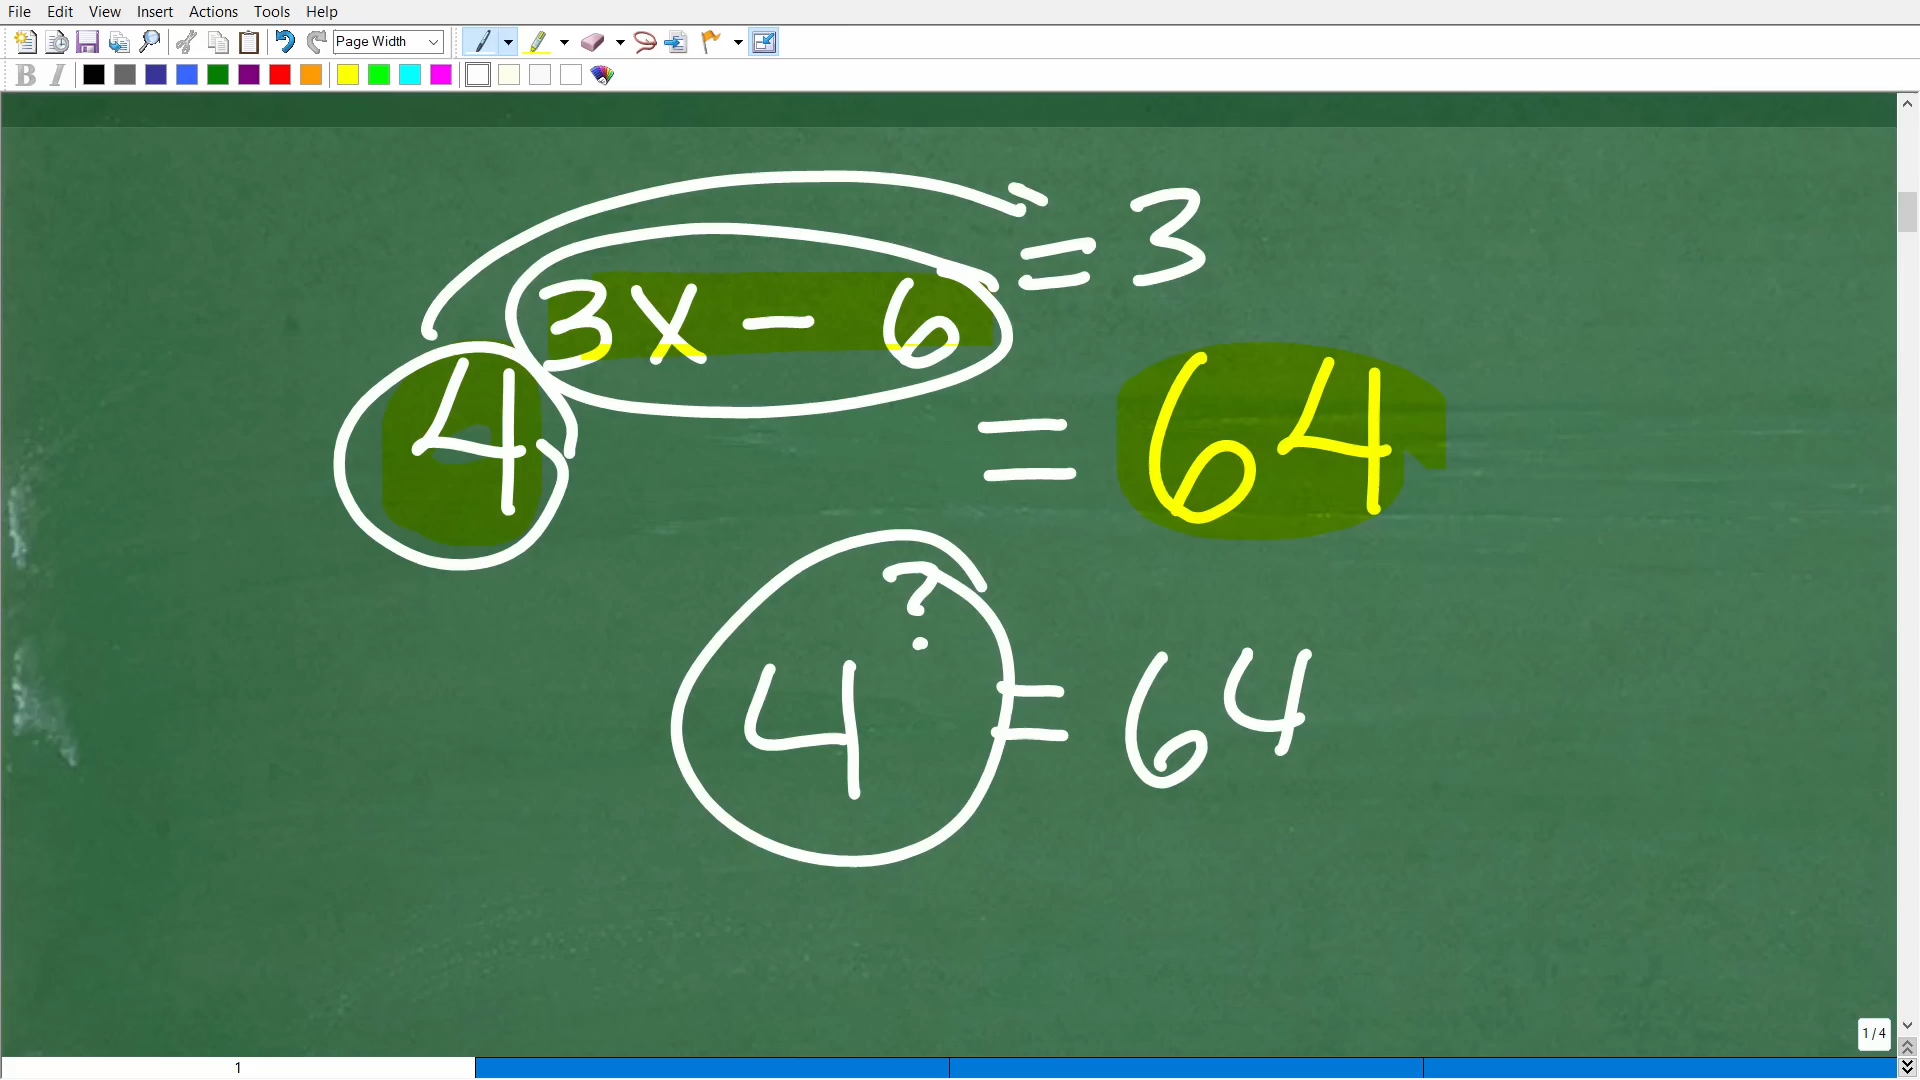 File Edit View Insert Actions Tools Help
Page Width
B I
= 3
3x - 6
4 = 64
?
4 = 64
1 / 4
1